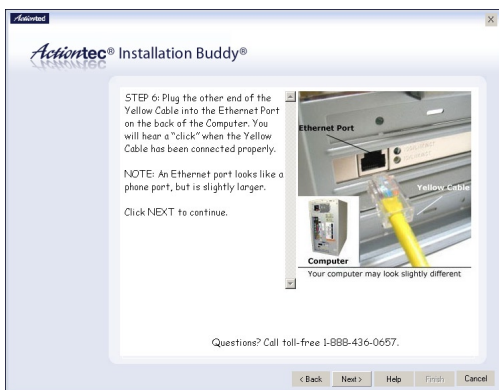 Actiontec
Actiontec® Installation Buddy®
STEP 6: Plug the other end of the
Yellow Cable into the Ethernet Port
on the back of the Computer. You
will hear a "click" when the Yellow
Cable has been connected properly.
NOTE: An Ethernet port looks like a
phone port, but is slightly larger.
Click NEXT to continue.
Ethernet Port
Yellow Cable
Computer
Your computer may look slightly different
Questions? Call toll-free 1-888-436-0657.
< Back
Next >
Help
Finish
Cancel